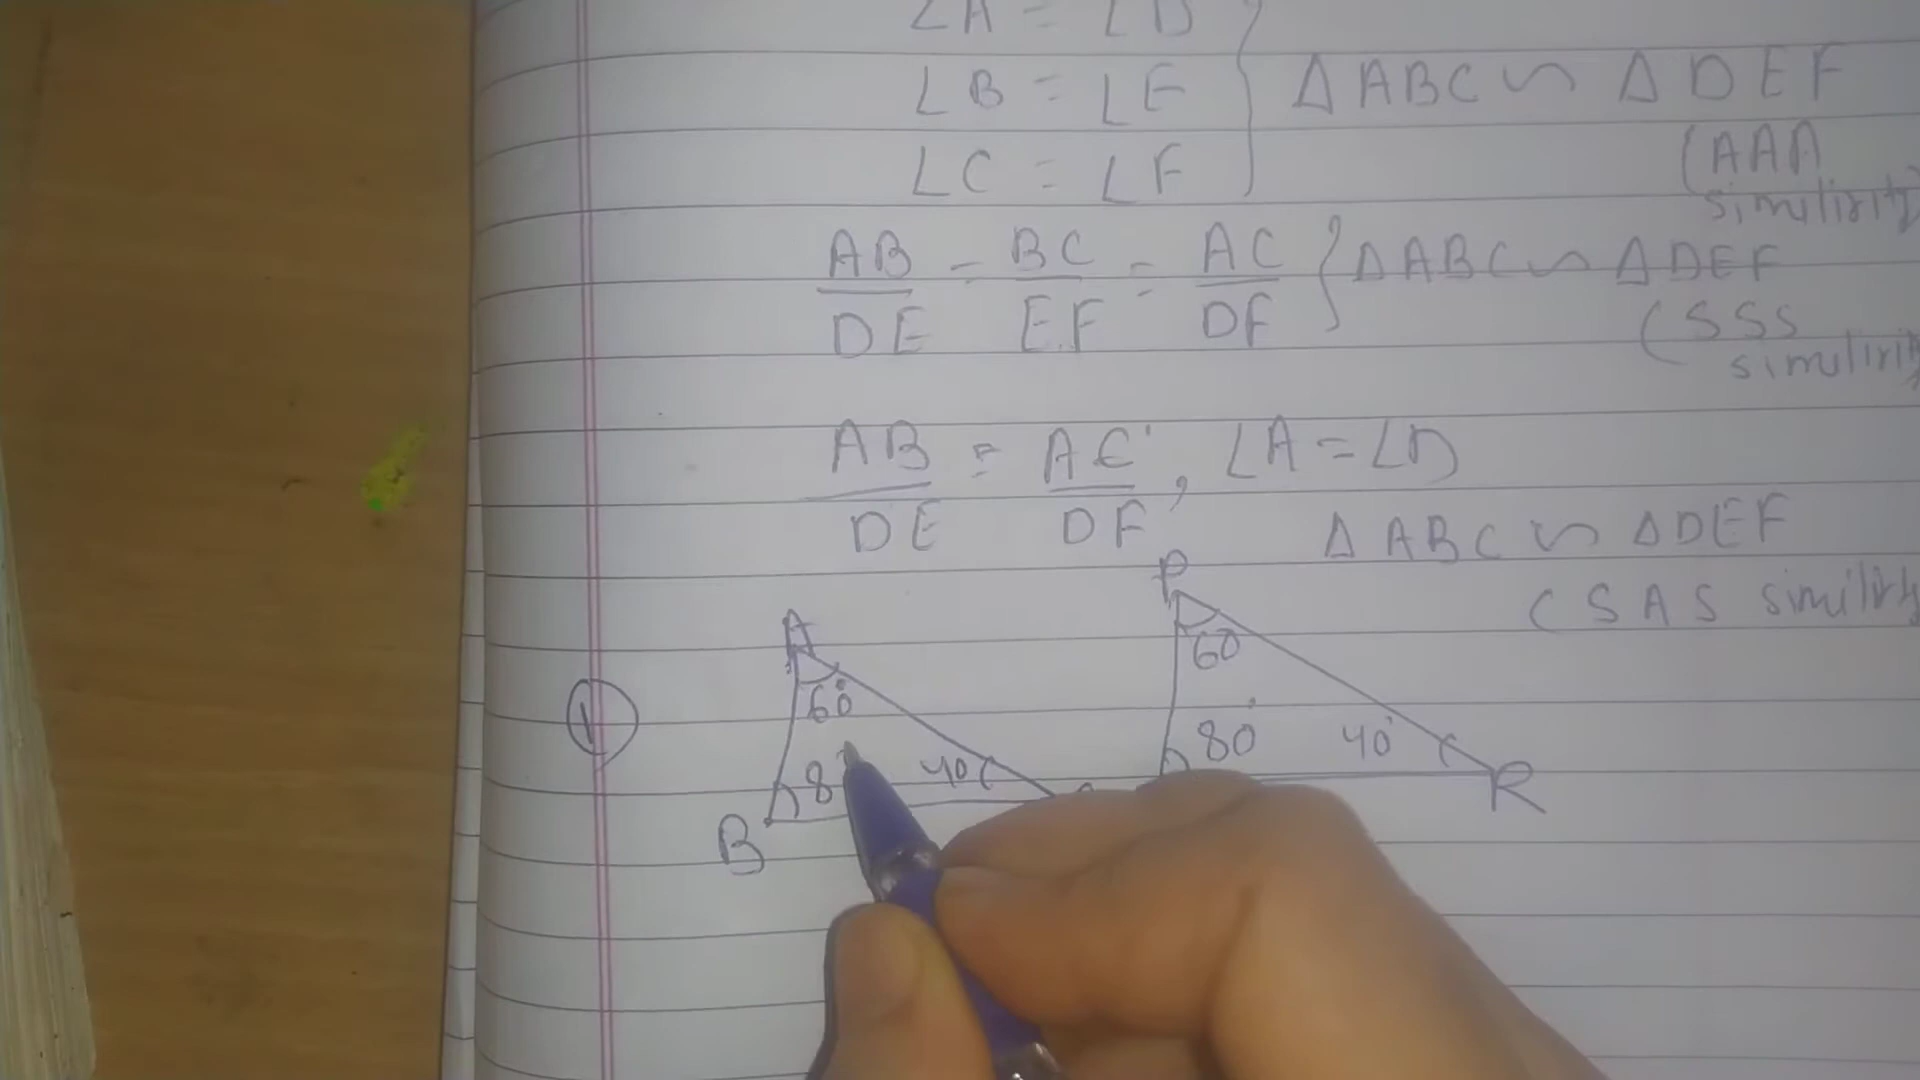 ∠A = ∠D
∠B = ∠E } ΔABC ∽ ΔDEF
∠C = ∠F (AAA
similirity)
AB/DE = BC/EF = AC/DF } ΔABC ∽ ΔDEF
(SSS
similirity
AB/DE = AC/DF, ∠A = ∠D
ΔABC ∽ ΔDEF
(SAS similirity
① A 60° 8 40 B
P 60 80° 40° R